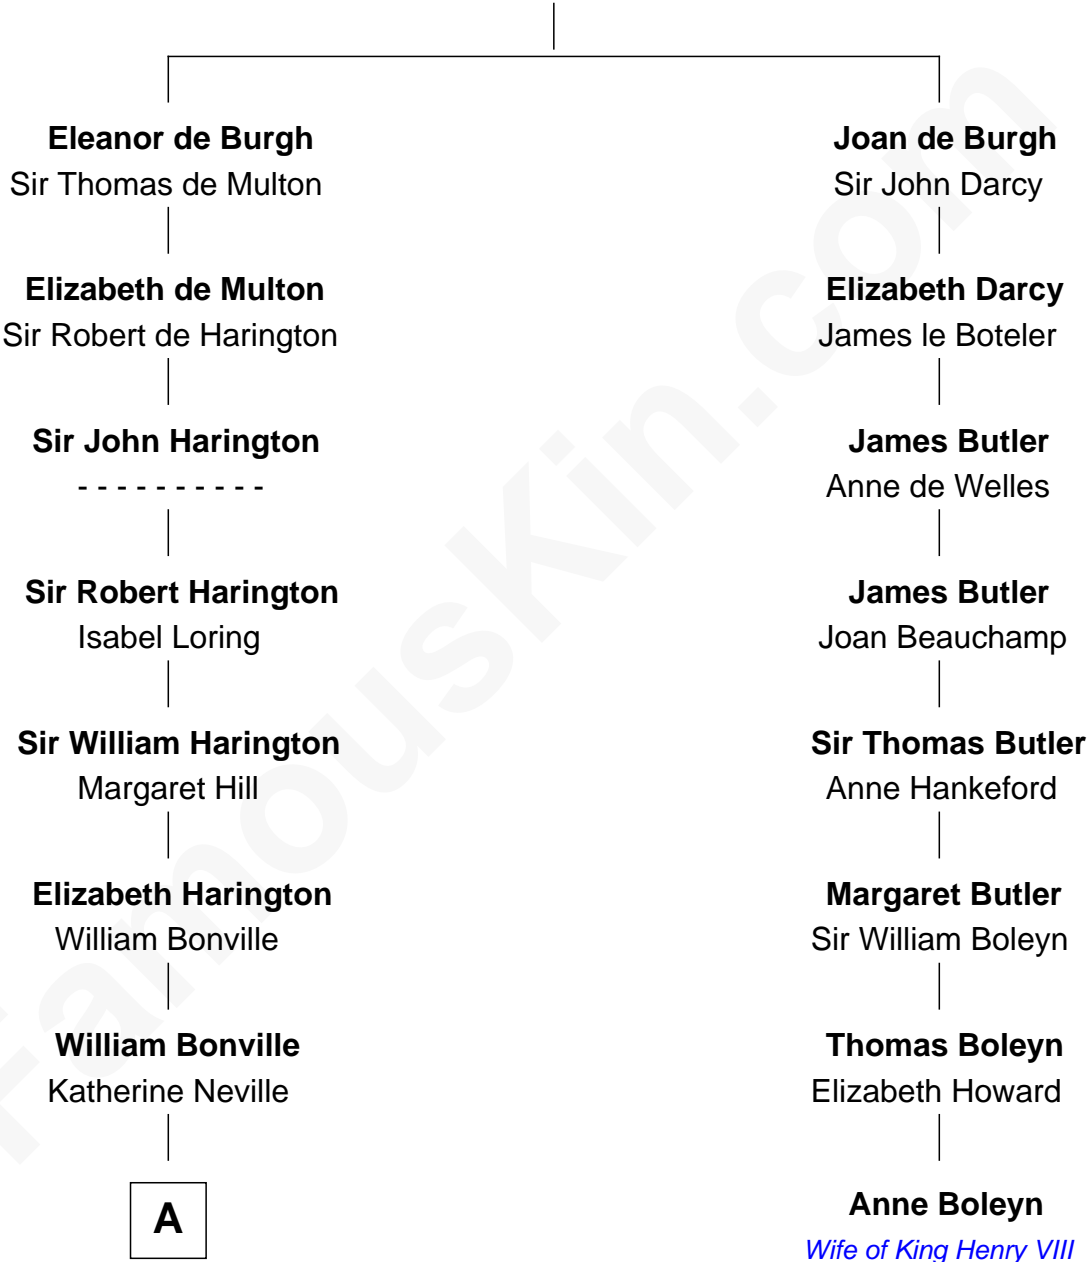 Eleanor de Burgh
Sir Thomas de Multon
Elizabeth de Multon
Sir Robert de Harington
Sir John Harington
- - - - - - - - - -
Sir Robert Harington
Isabel Loring
Sir William Harington
Margaret Hill
Elizabeth Harington
William Bonville
William Bonville
Katherine Neville
A
Joan de Burgh
Sir John Darcy
Elizabeth Darcy
James le Boteler
James Butler
Anne de Welles
James Butler
Joan Beauchamp
Sir Thomas Butler
Anne Hankeford
Margaret Butler
Sir William Boleyn
Thomas Boleyn
Elizabeth Howard
Anne Boleyn
Wife of King Henry VIII
FamousKin.com